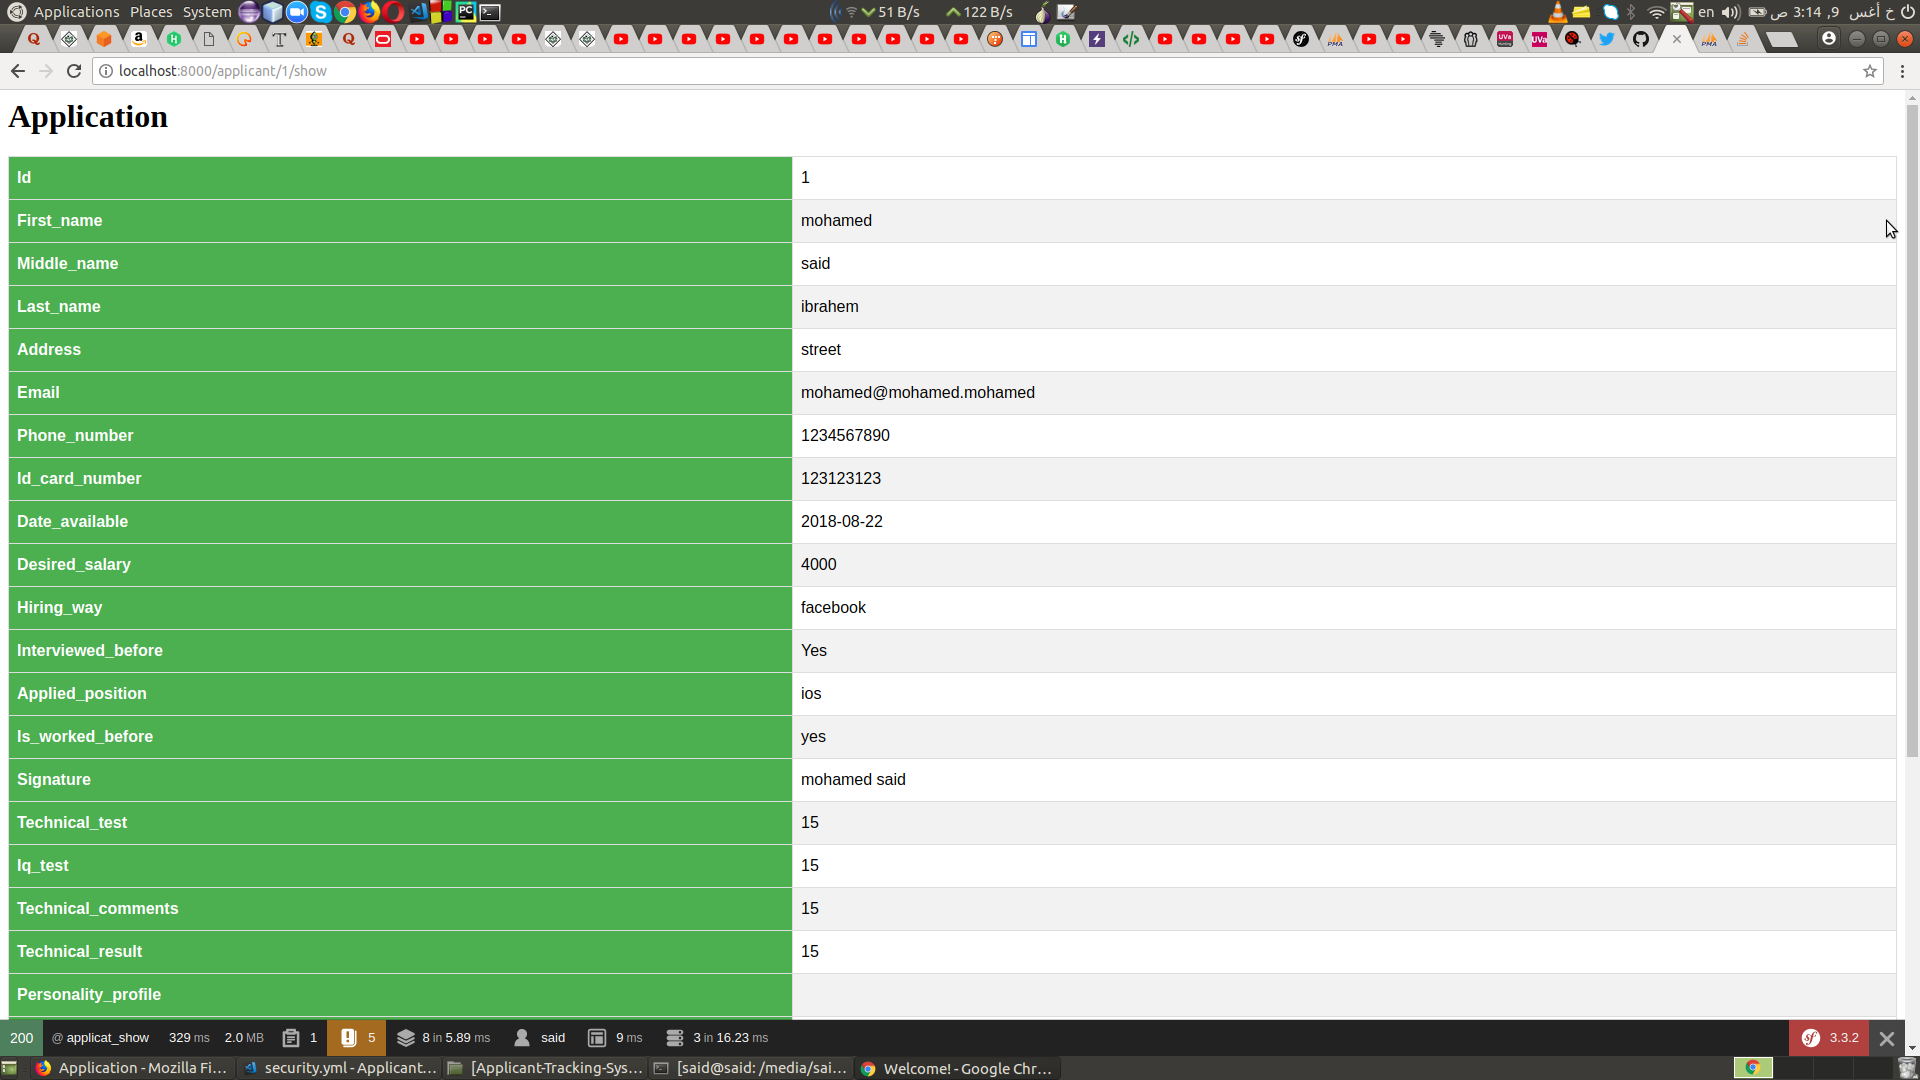 Applications Places System 51 B/s 122 B/s en ص 3:14 ,9 خ أغس
localhost:8000/applicant/1/show
Application
Id 1
First_name mohamed
Middle_name said
Last_name ibrahem
Address street
Email mohamed@mohamed.mohamed
Phone_number 1234567890
Id_card_number 123123123
Date_available 2018-08-22
Desired_salary 4000
Hiring_way facebook
Interviewed_before Yes
Applied_position ios
Is_worked_before yes
Signature mohamed said
Technical_test 15
Iq_test 15
Technical_comments 15
Technical_result 15
Personality_profile
200 @ applicat_show 329 ms 2.0 MB 1 5 8 in 5.89 ms said 9 ms 3 in 16.23 ms 3.3.2
Application - Mozilla Fi... security.yml - Applicant... [Applicant-Tracking-Sys... [said@said: /media/sai... Welcome! - Google Chr...